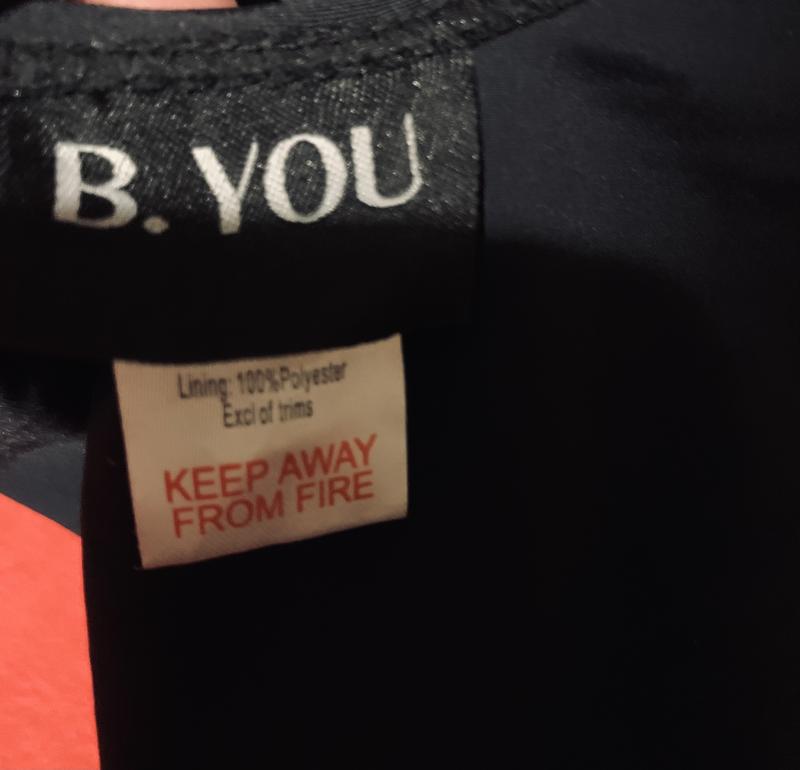 B. YOU
Lining: 100%Polyester
Excl of trims
KEEP AWAY
FROM FIRE